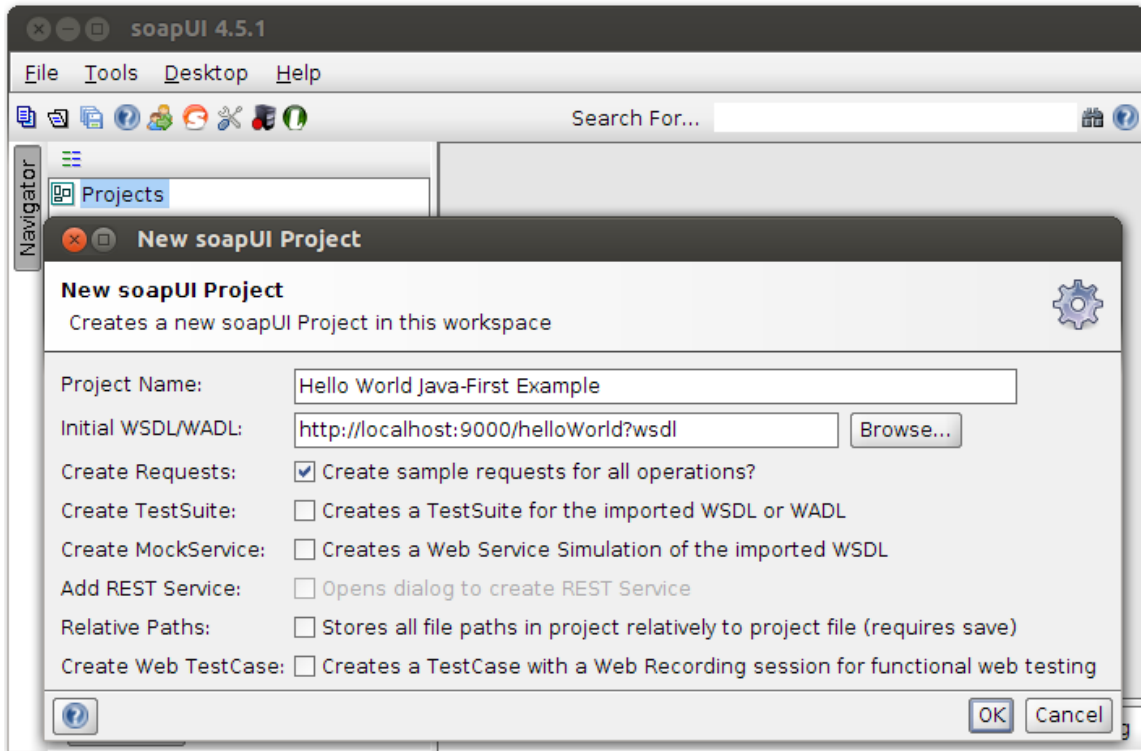 soapUI 4.5.1
File Tools Desktop Help
Search For...
Navigator
Projects
New soapUI Project
New soapUI Project
Creates a new soapUI Project in this workspace
Project Name: Hello World Java-First Example
Initial WSDL/WADL: http://localhost:9000/helloWorld?wsdl Browse...
Create Requests: Create sample requests for all operations?
Create TestSuite: Creates a TestSuite for the imported WSDL or WADL
Create MockService: Creates a Web Service Simulation of the imported WSDL
Add REST Service: Opens dialog to create REST Service
Relative Paths: Stores all file paths in project relatively to project file (requires save)
Create Web TestCase: Creates a TestCase with a Web Recording session for functional web testing
OK Cancel